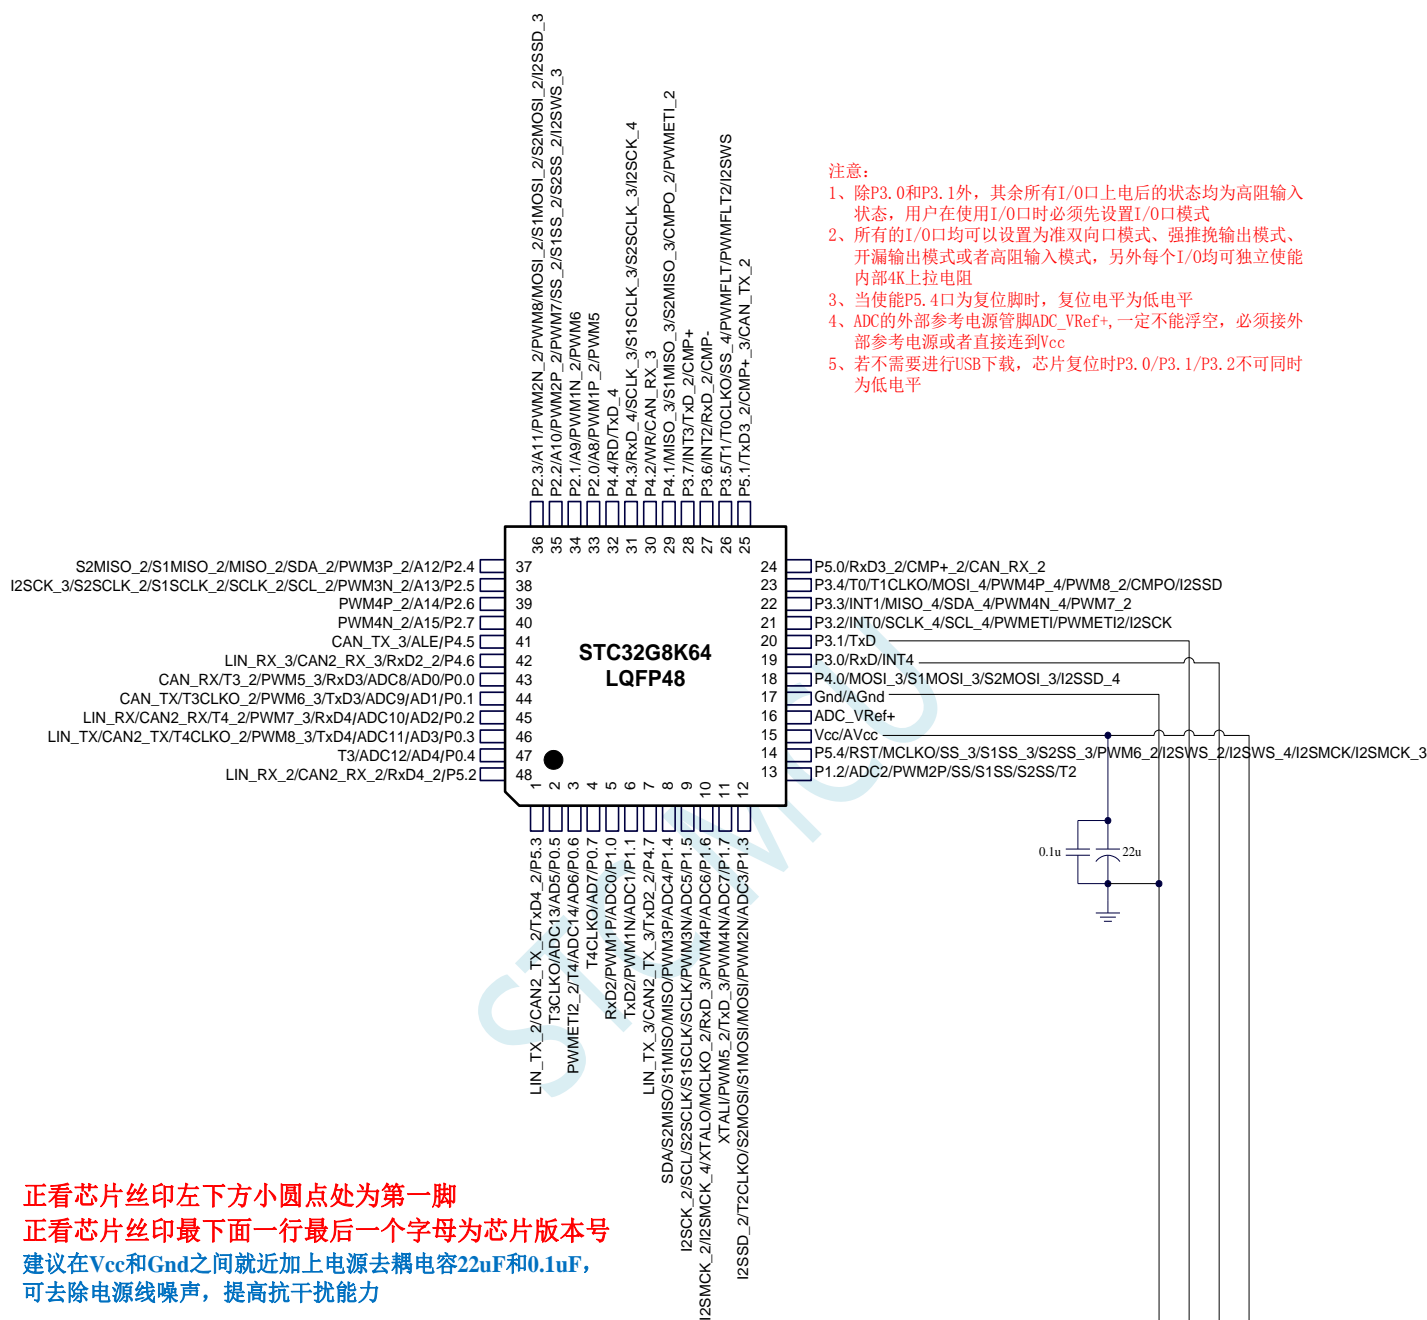 P2.3/A11/PWM2N_2/PWM8/MOSI_2/S1MOSI_2/S2MOSI_2/I2SSD_3
P2.2/A10/PWM2P_2/PWM7/SS_2/S1SS_2/S2SS_2/I2SWS_3
P2.1/A9/PWM1N_2/PWM6
P2.0/A8/PWM1P_2/PWM5
P4.4/RD/TxD_4
P4.3/RxD_4/SCLK_3/S1SCLK_3/S2SCLK_3/I2SCK_4
P4.2/WR/CAN_RX_3
P4.1/MISO_3/S1MISO_3/S2MISO_3/CMPO_2/PWMETI_2
P3.7/INT3/TxD_2/CMP+
P3.6/INT2/RxD_2/CMP-
P3.5/T1/T0CLKO/SS_4/PWMFLT/PWMFLT2/I2SWS
P5.1/TxD3_2/CMP+_3/CAN_TX_2
注意：
1、除P3.0和P3.1外，其余所有I/O口上电后的状态均为高阻输入
状态，用户在使用I/O口时必须先设置I/O口模式
2、所有的I/O口均可以设置为准双向口模式、强推挽输出模式、
开漏输出模式或者高阻输入模式，另外每个I/O均可独立使能
内部4K上拉电阻
3、当使能P5.4口为复位脚时，复位电平为低电平
4、ADC的外部参考电源管脚ADC_VRef+,一定不能浮空，必须接外
部参考电源或者直接连到Vcc
5、若不需要进行USB下载，芯片复位时P3.0/P3.1/P3.2不可同时
为低电平
36 35 34 33 32 31 30 29 28 27 26 25
S2MISO_2/S1MISO_2/MISO_2/SDA_2/PWM3P_2/A12/P2.4 37
I2SCK_3/S2SCLK_2/S1SCLK_2/SCLK_2/SCL_2/PWM3N_2/A13/P2.5 38
PWM4P_2/A14/P2.6 39
PWM4N_2/A15/P2.7 40
CAN_TX_3/ALE/P4.5 41
LIN_RX_3/CAN2_RX_3/RxD2_2/P4.6 42
CAN_RX/T3_2/PWM5_3/RxD3/ADC8/AD0/P0.0 43
CAN_TX/T3CLKO_2/PWM6_3/TxD3/ADC9/AD1/P0.1 44
LIN_RX/CAN2_RX/T4_2/PWM7_3/RxD4/ADC10/AD2/P0.2 45
LIN_TX/CAN2_TX/T4CLKO_2/PWM8_3/TxD4/ADC11/AD3/P0.3 46
T3/ADC12/AD4/P0.4 47
LIN_RX_2/CAN2_RX_2/RxD4_2/P5.2 48
STC32G8K64
LQFP48
24 P5.0/RxD3_2/CMP+_2/CAN_RX_2
23 P3.4/T0/T1CLKO/MOSI_4/PWM4P_4/PWM8_2/CMPO/I2SSD
22 P3.3/INT1/MISO_4/SDA_4/PWM4N_4/PWM7_2
21 P3.2/INT0/SCLK_4/SCL_4/PWMETI/PWMETI2/I2SCK
20 P3.1/TxD
19 P3.0/RxD/INT4
18 P4.0/MOSI_3/S1MOSI_3/S2MOSI_3/I2SSD_4
17 Gnd/AGnd
16 ADC_VRef+
15 Vcc/AVcc
14 P5.4/RST/MCLKO/SS_3/S1SS_3/S2SS_3/PWM6_2/I2SWS_2/I2SWS_4/I2SMCK/I2SMCK_3
13 P1.2/ADC2/PWM2P/SS/S1SS/S2SS/T2
1 2 3 4 5 6 7 8 9 10 11 12
LIN_TX_2/CAN2_TX_2/TxD4_2/P5.3
T3CLKO/ADC13/AD5/P0.5
PWMETI2_2/T4/ADC14/AD6/P0.6
T4CLKO/AD7/P0.7
RxD2/PWM1P/ADC0/P1.0
TxD2/PWM1N/ADC1/P1.1
LIN_TX_3/CAN2_TX_3/TxD2_2/P4.7
SDA/S2MISO/S1MISO/MISO/PWM3P/ADC4/P1.4
I2SCK_2/SCL/S2SCLK/S1SCLK/SCLK/PWM3N/ADC5/P1.5
I2SMCK_2/I2SMCK_4/XTALO/MCLKO_2/RxD_3/PWM4P/ADC6/P1.6
XTALI/PWM5_2/TxD_3/PWM4N/ADC7/P1.7
I2SSD_2/T2CLKO/S2MOSI/S1MOSI/MOSI/PWM2N/ADC3/P1.3
0.1u
22u
STC MCU
正看芯片丝印左下方小圆点处为第一脚
正看芯片丝印最下面一行最后一个字母为芯片版本号
建议在Vcc和Gnd之间就近加上电源去耦电容22uF和0.1uF，
可去除电源线噪声，提高抗干扰能力